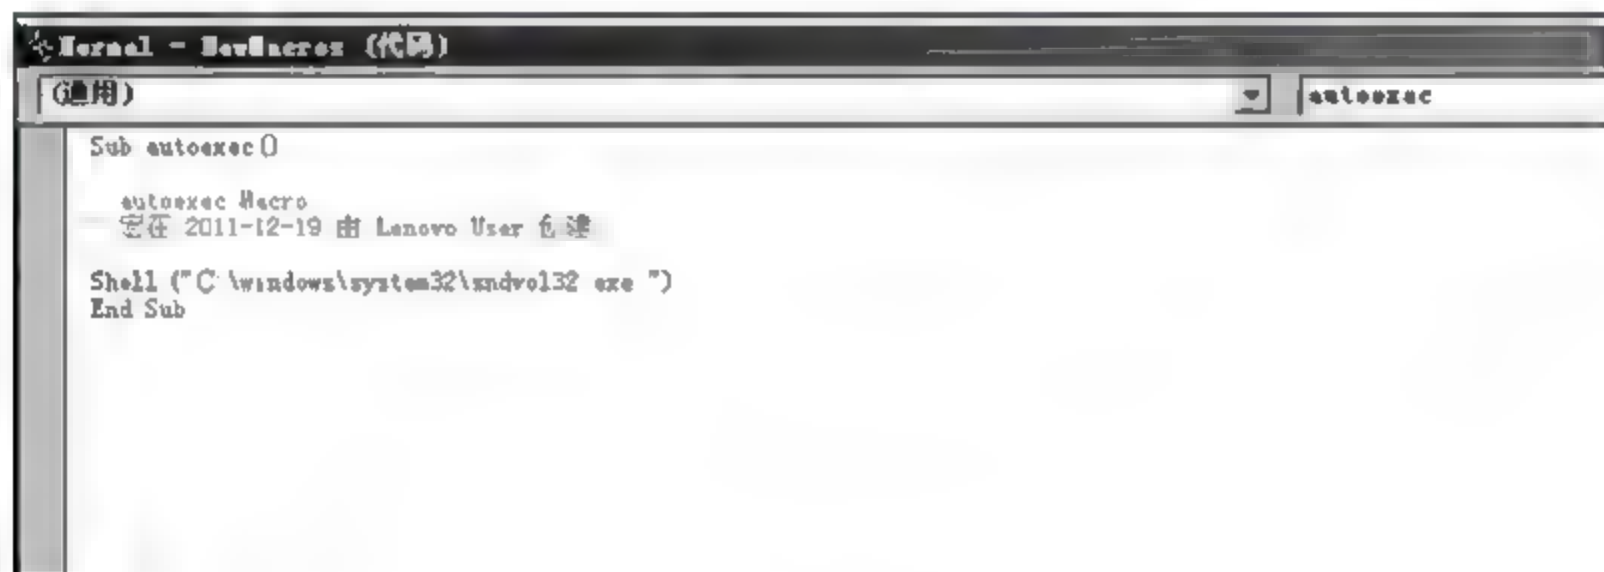 Normal - NewMacros (代码)
(通用)
autoexec
Sub autoexec()
autoexec Macro
宏在 2011-12-19 由 Lenovo User 创建
Shell ("C:\windows\system32\sndvol32.exe ")
End Sub